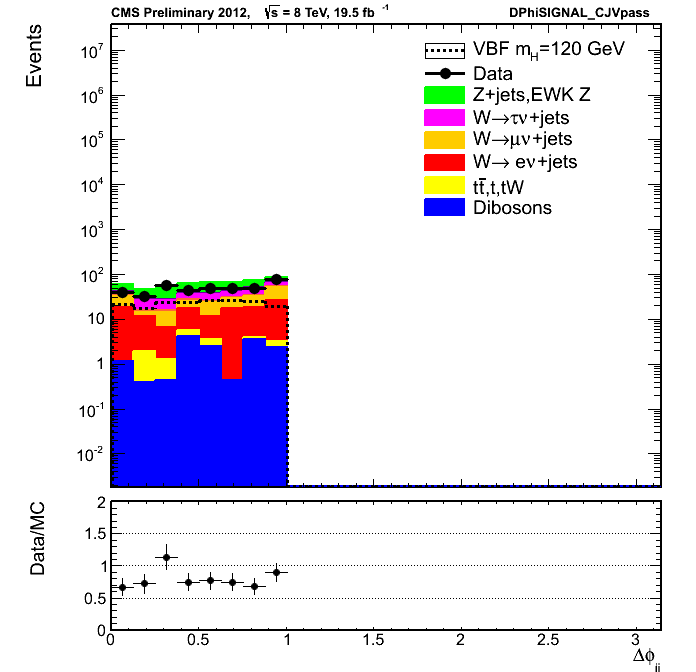 CMS Preliminary 2012, √s = 8 TeV, 19.5 fb⁻¹ DPhiSIGNAL_CJVpass
Events
10⁷
10⁶
10⁵
10⁴
10³
10²
10
1
10⁻¹
10⁻²
VBF m_H=120 GeV
Data
Z+jets,EWK Z
W→τν+jets
W→μν+jets
W→ eν+jets
tt̅,t,tW
Dibosons
Data/MC
2
1.5
1
0.5
0
0 0.5 1 1.5 2 2.5 3
Δϕ_jj